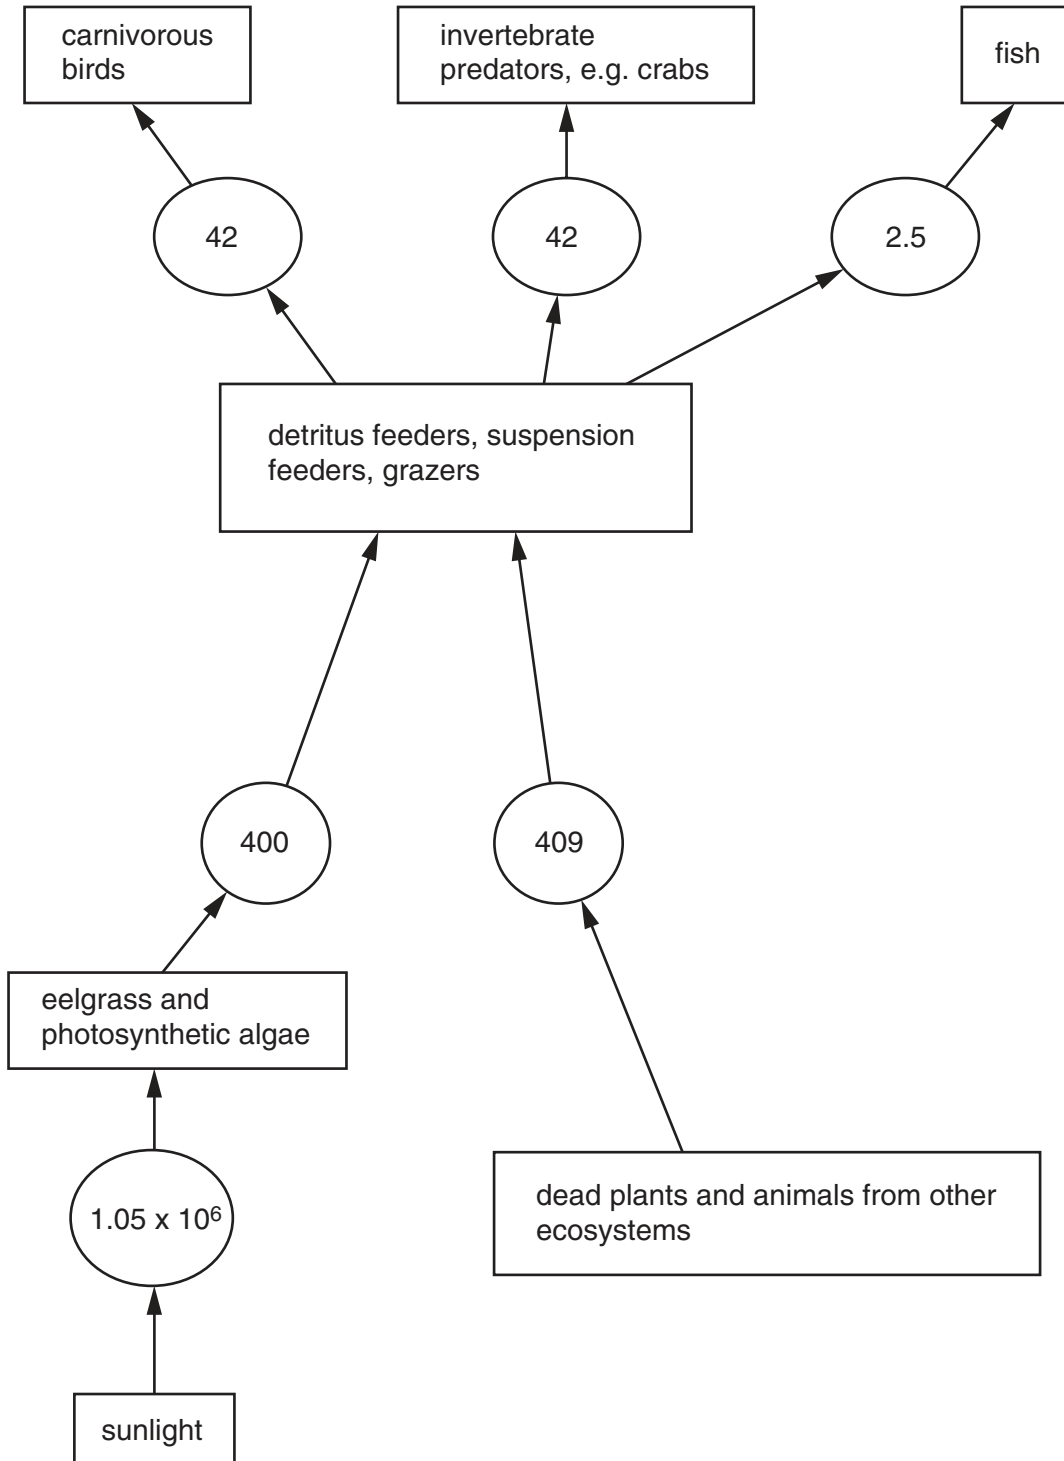 carnivorous
birds
invertebrate
predators, e.g. crabs
fish
42
42
2.5
detritus feeders, suspension
feeders, grazers
400
409
eelgrass and
photosynthetic algae
1.05 x 10⁶
dead plants and animals from other
ecosystems
sunlight